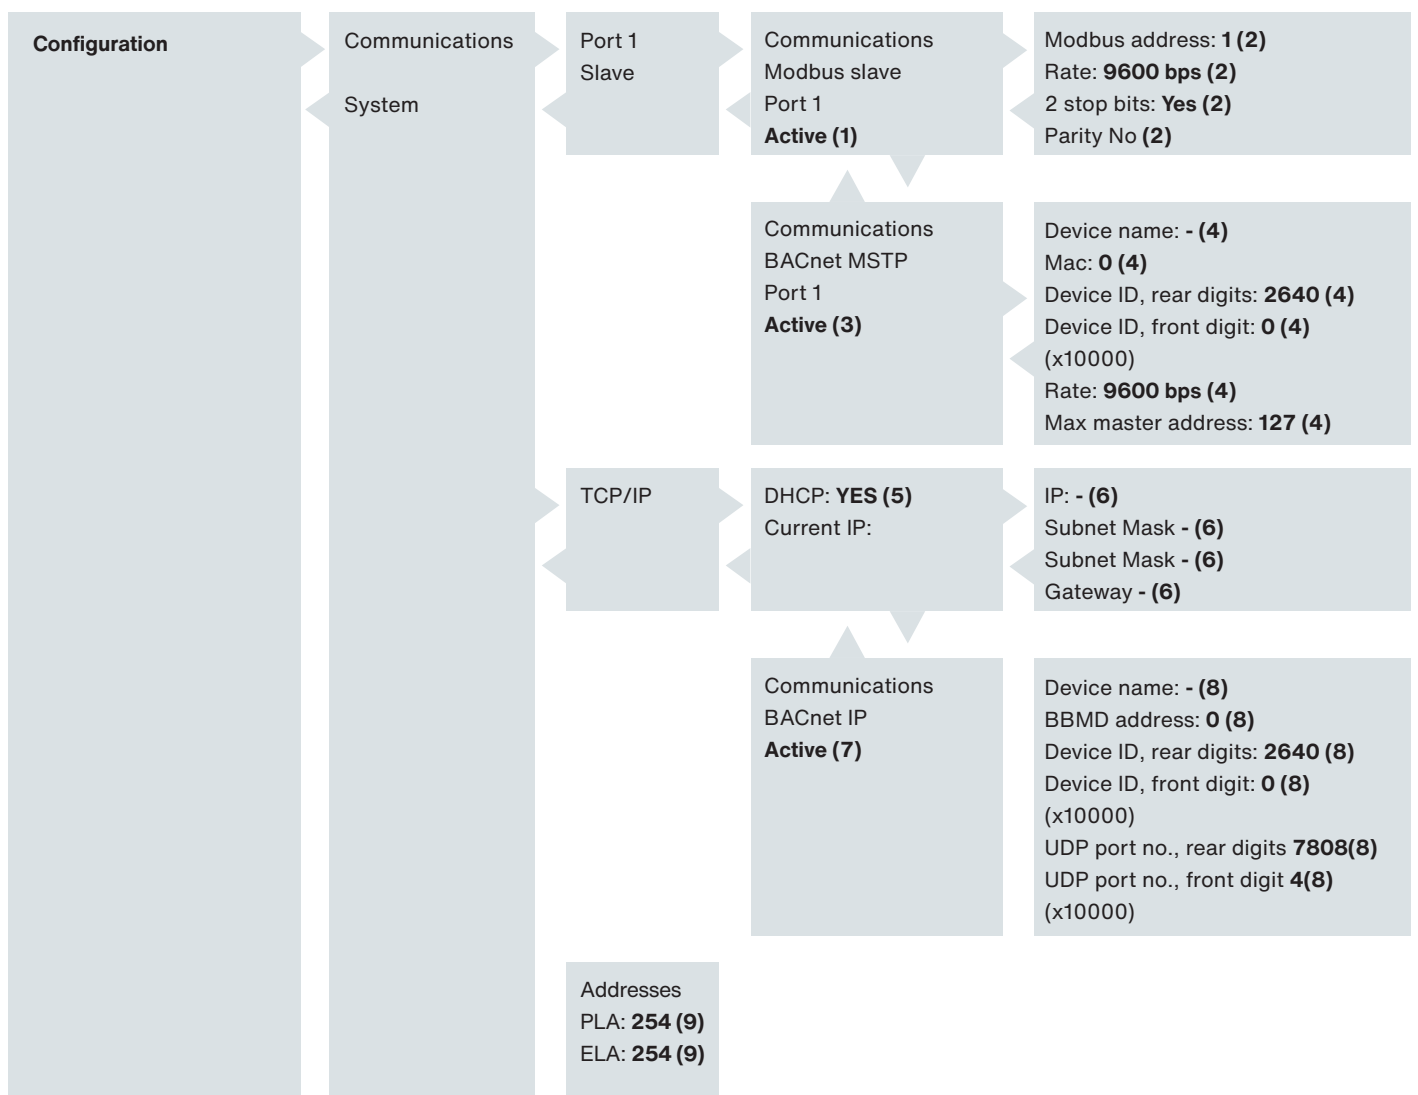 Configuration
Communications
System
Port 1
Slave
Communications
Modbus slave
Port 1
Active (1)
Modbus address: 1 (2)
Rate: 9600 bps (2)
2 stop bits: Yes (2)
Parity No (2)
Communications
BACnet MSTP
Port 1
Active (3)
Device name: - (4)
Mac: 0 (4)
Device ID, rear digits: 2640 (4)
Device ID, front digit: 0 (4)
(x10000)
Rate: 9600 bps (4)
Max master address: 127 (4)
TCP/IP
DHCP: YES (5)
Current IP:
IP: - (6)
Subnet Mask - (6)
Subnet Mask - (6)
Gateway - (6)
Communications
BACnet IP
Active (7)
Device name: - (8)
BBMD address: 0 (8)
Device ID, rear digits: 2640 (8)
Device ID, front digit: 0 (8)
(x10000)
UDP port no., rear digits 7808(8)
UDP port no., front digit 4(8)
(x10000)
Addresses
PLA: 254 (9)
ELA: 254 (9)